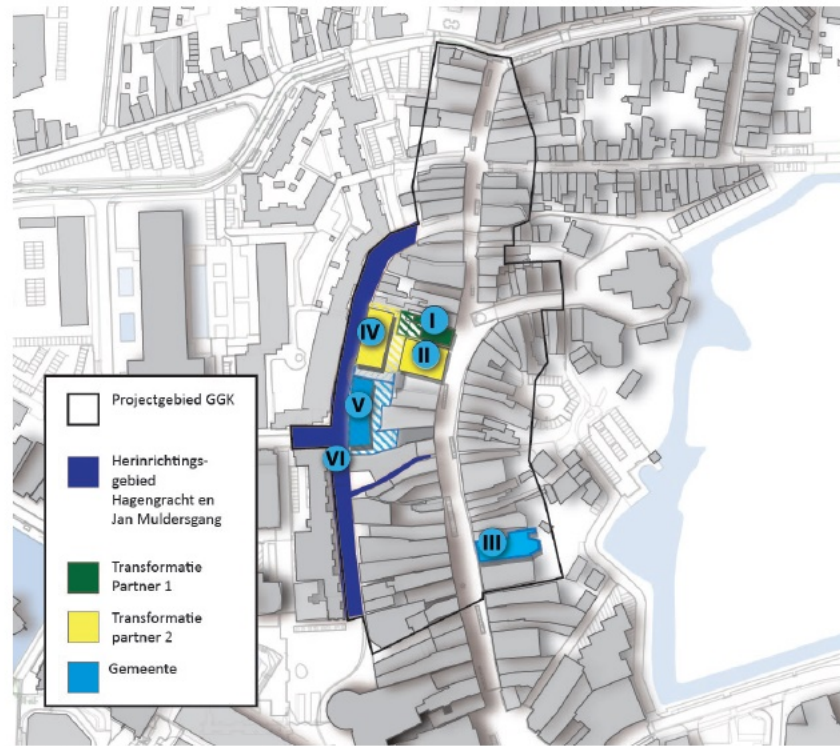 I
II
IV
V
VI
III
Projectgebied GGK
Herinrichtings-
gebied
Hagengracht en
Jan Muldersgang
Transformatie
Partner 1
Transformatie
partner 2
Gemeente